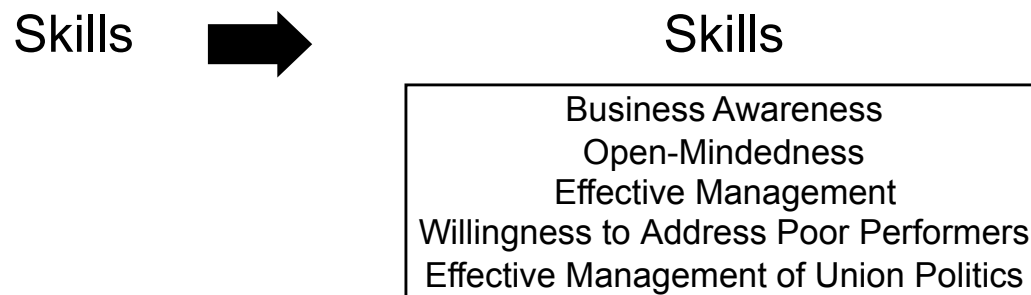 Skills
Skills
Business Awareness
Open-Mindedness
Effective Management
Willingness to Address Poor Performers
Effective Management of Union Politics